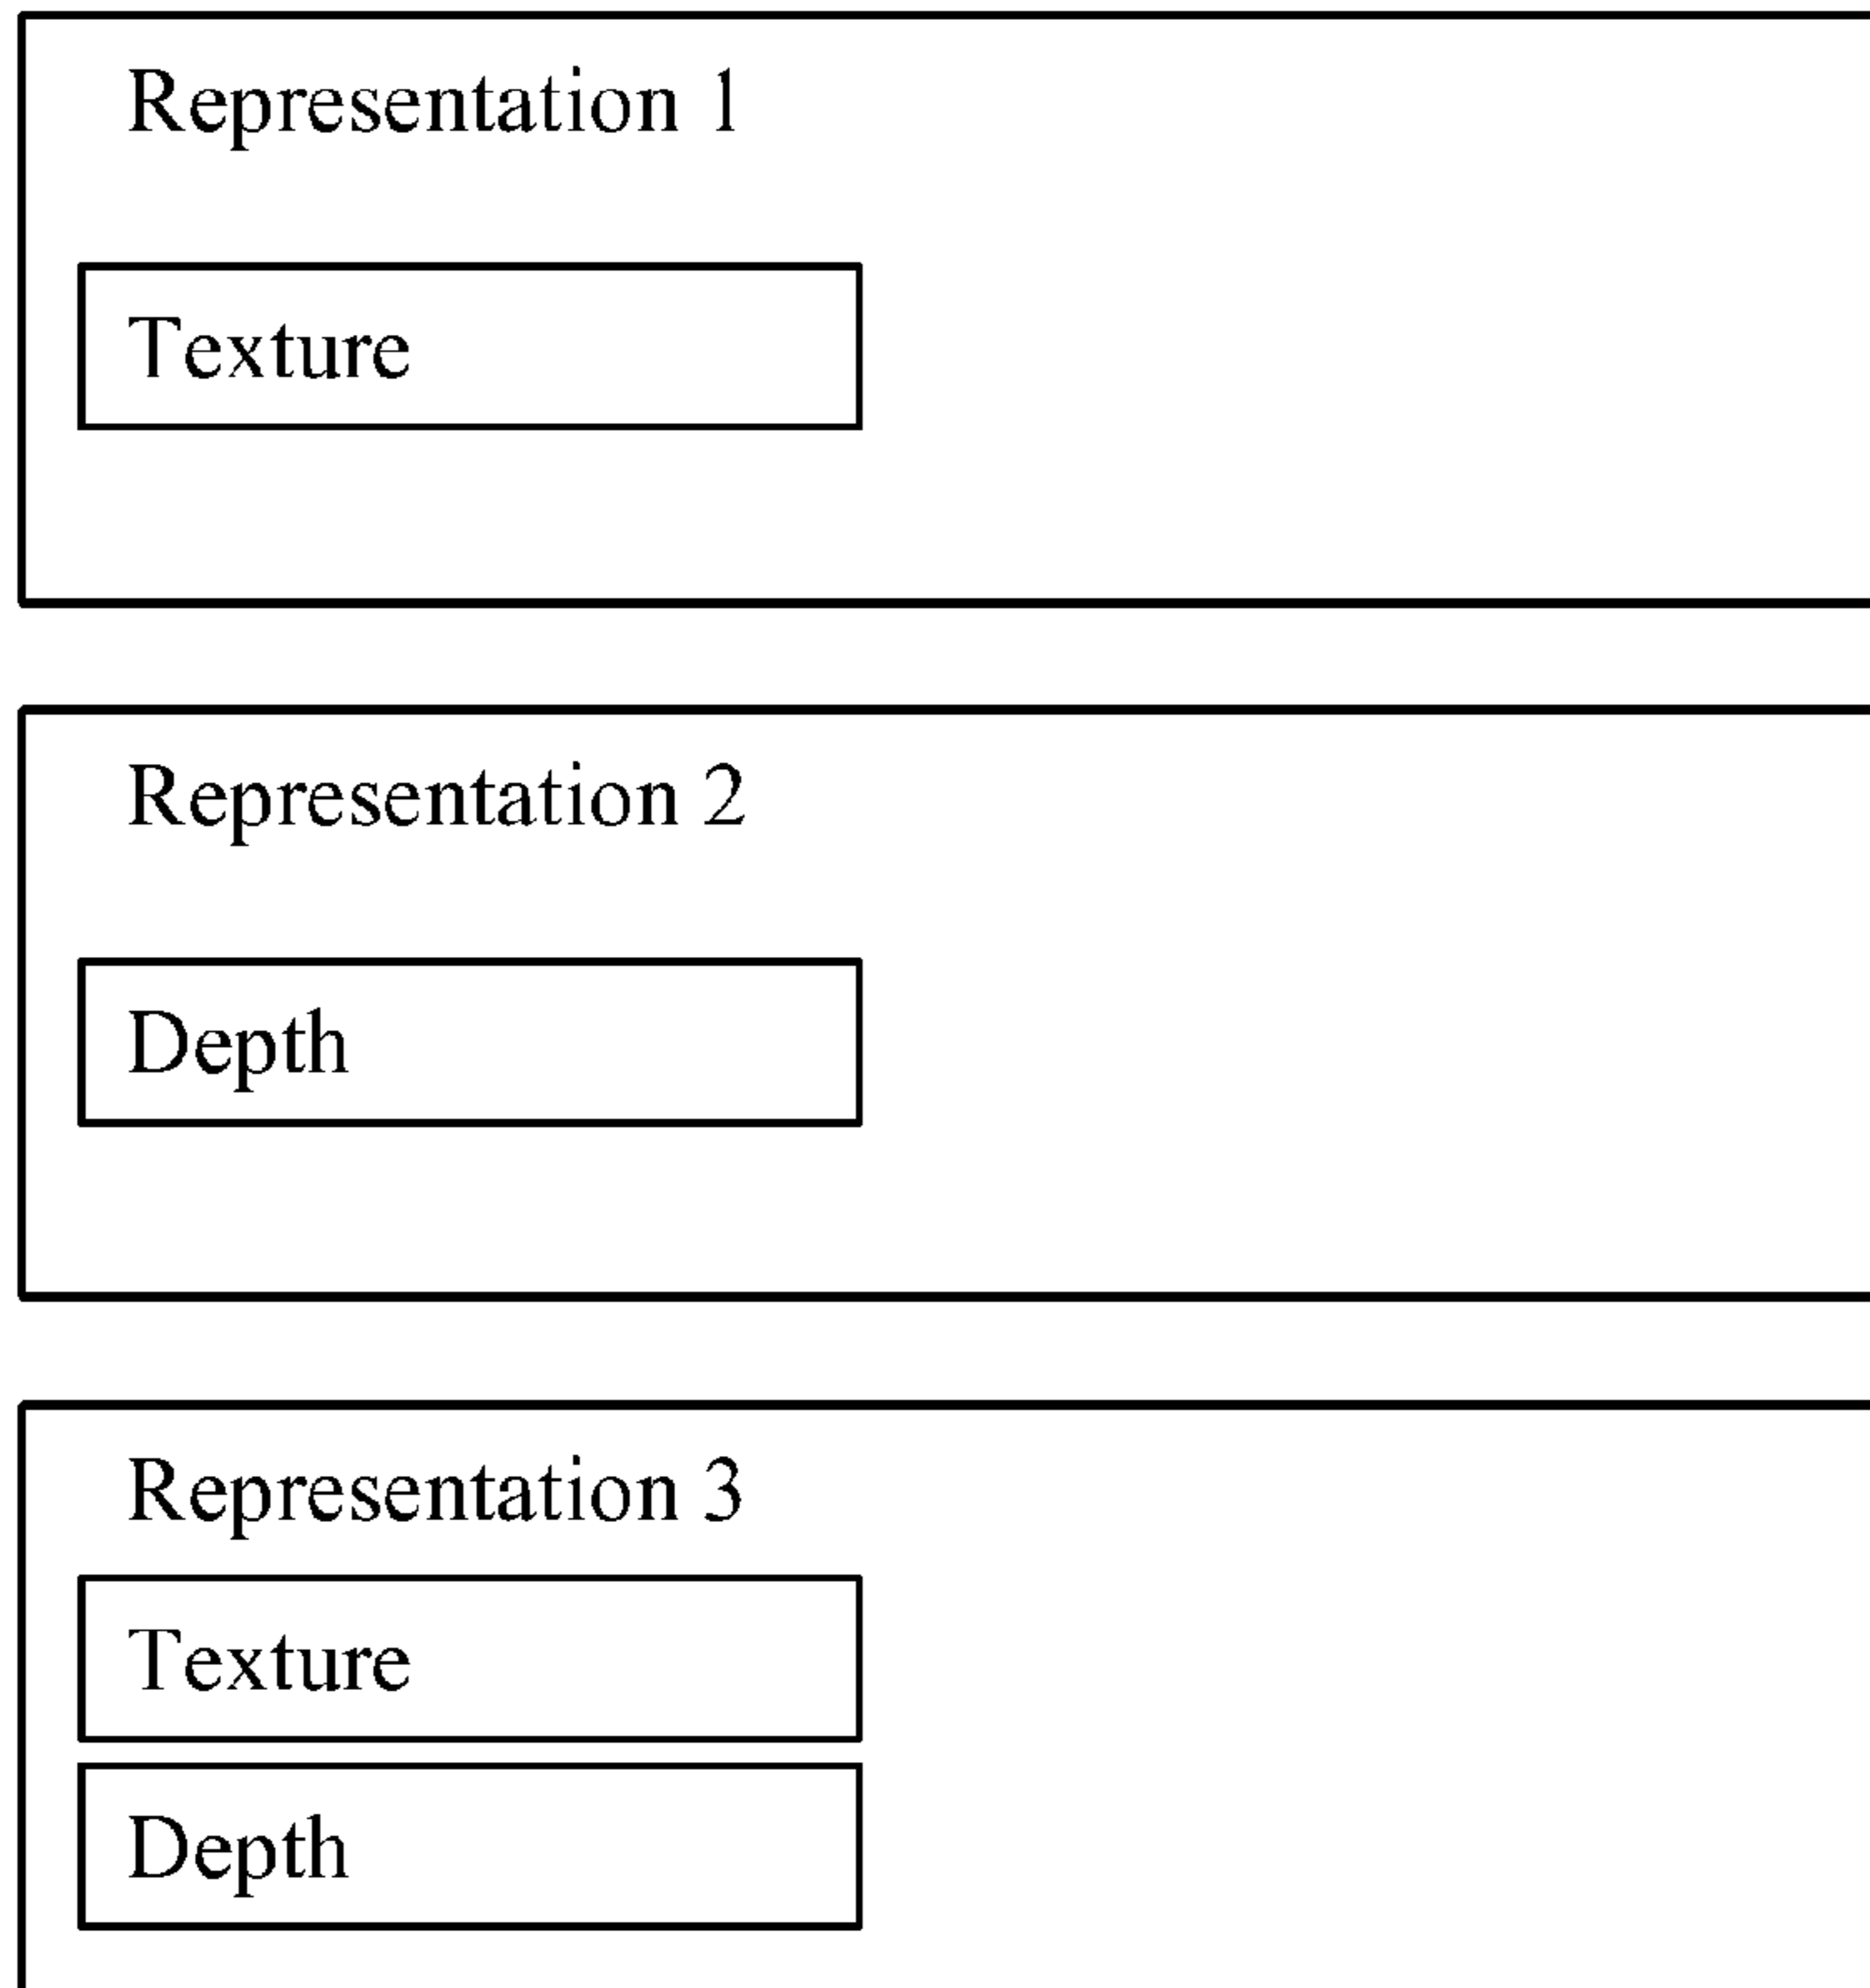 Representation 1
Texture
Representation 2
Depth
Representation 3
Texture
Depth